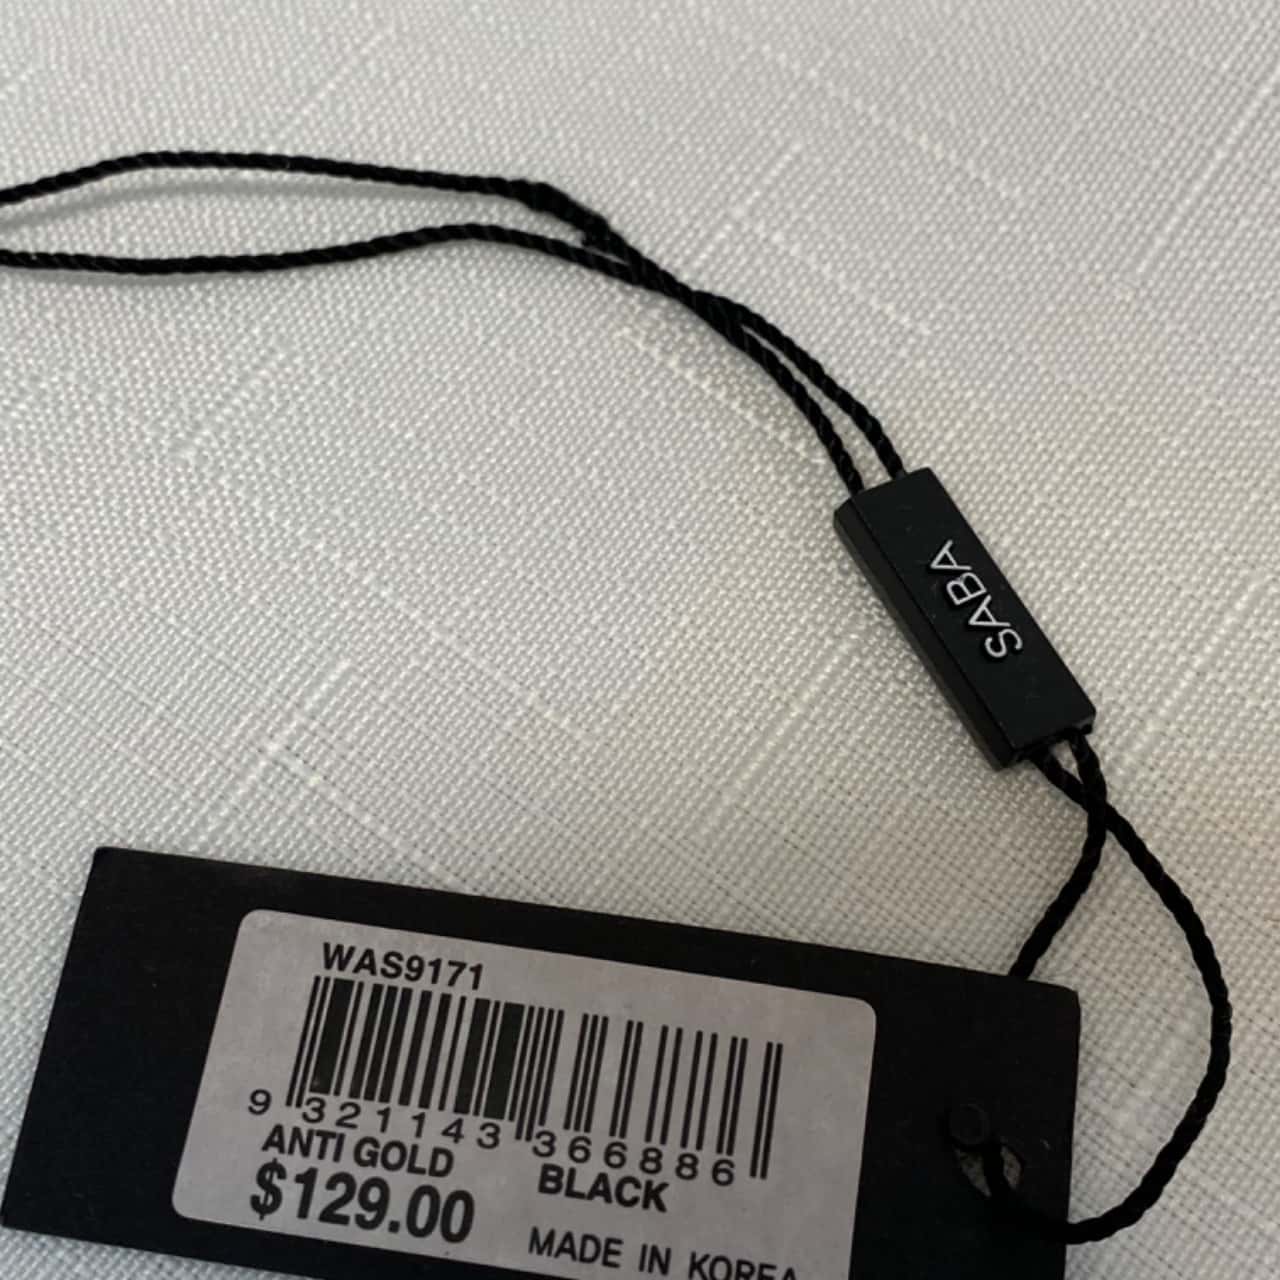 SABA
WAS9171
9 321143 366886
ANTI GOLD BLACK
$129.00
MADE IN KOREA